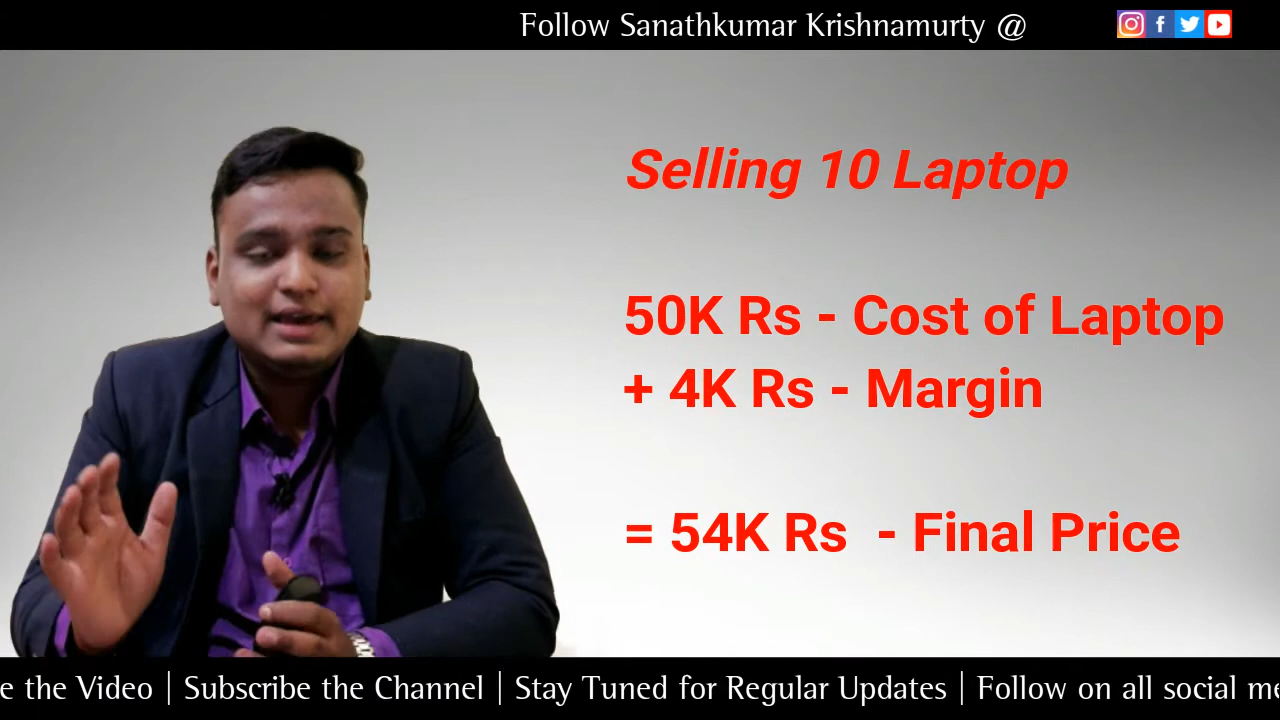 Follow Sanathkumar Krishnamurty @
Selling 10 Laptop
50K Rs - Cost of Laptop
+ 4K Rs - Margin
= 54K Rs - Final Price
the Video | Subscribe the Channel | Stay Tuned for Regular Updates | Follow on all social